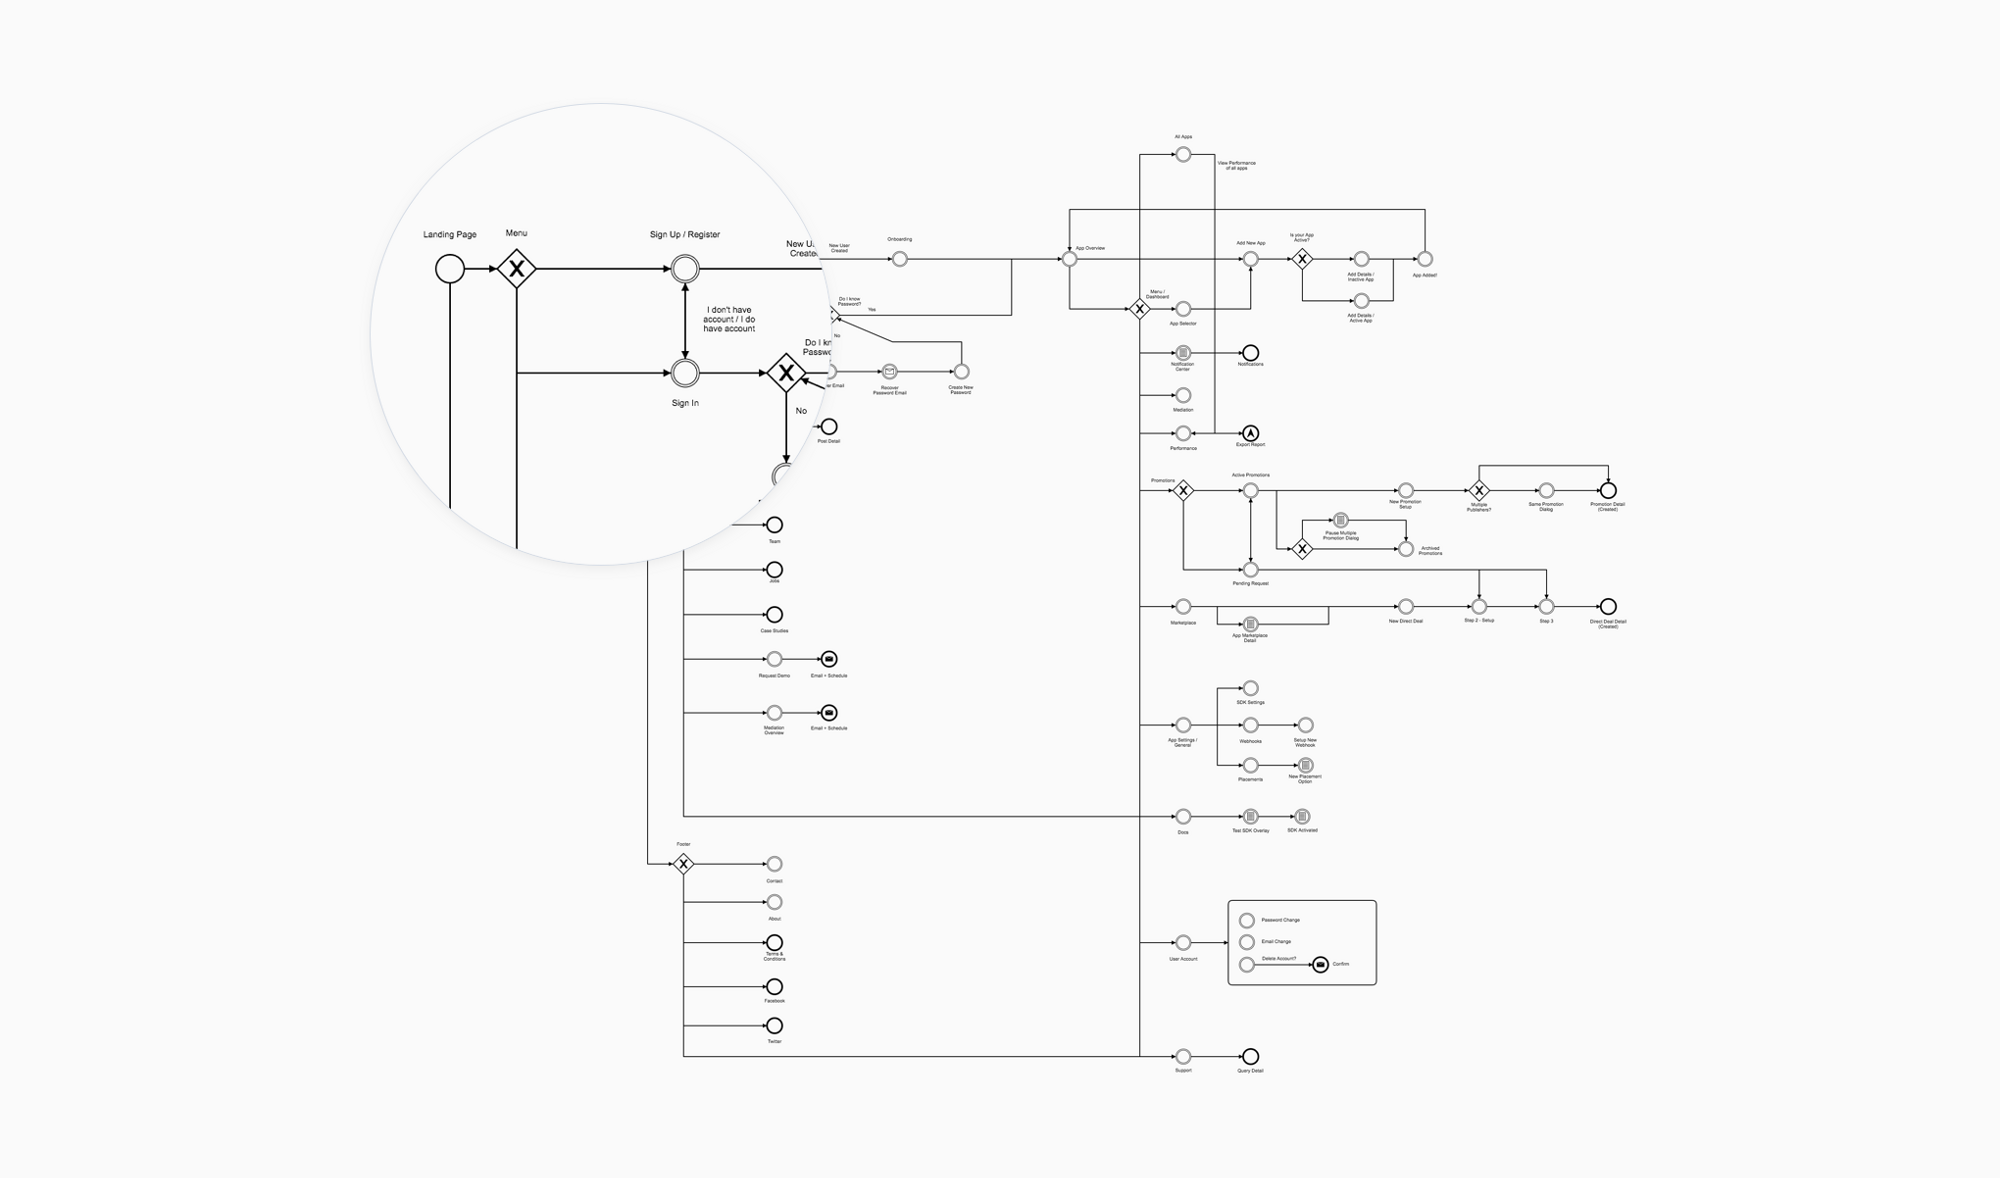 All Apps
View Performance
of all apps
Landing Page
Menu
Sign Up / Register
New
Create
New User
Created
Onboarding
App Overview
Add New App
Is your App
Active?
Add Details /
Inactive App
App Added!
Add Details /
Active App
I don't have
account / I do
have account
Do I know
Password?
Yes
No
Menu /
Dashboard
App Selector
Do I
Sign In
No
Email
Recover
Password Email
Create New
Password
Notification
Center
Notifications
Mediation
Post Detail
Performance
Export Report
Promotions
Active Promotions
New Promotion
Setup
Multiple
Publishers?
Same Promotion
Dialog
Promotion Detail
(Created)
Pause Multiple
Promotion Dialog
Archived
Promotions
Pending Request
Team
Jobs
Case Studies
Marketplace
App Marketplace
Detail
New Direct Deal
Step 2 - Setup
Step 3
Direct Deal Detail
(Created)
Request Demo
Email + Schedule
Mediation
Overview
Email + Schedule
SDK Settings
App Settings /
General
Webhooks
Setup New
Webhook
Placements
New Placement
Option
Docs
Test SDK Overlay
SDK Activated
Footer
Contact
About
Terms &
Conditions
Facebook
Twitter
User Account
Password Change
Email Change
Delete Account?
Confirm
Support
Query Detail